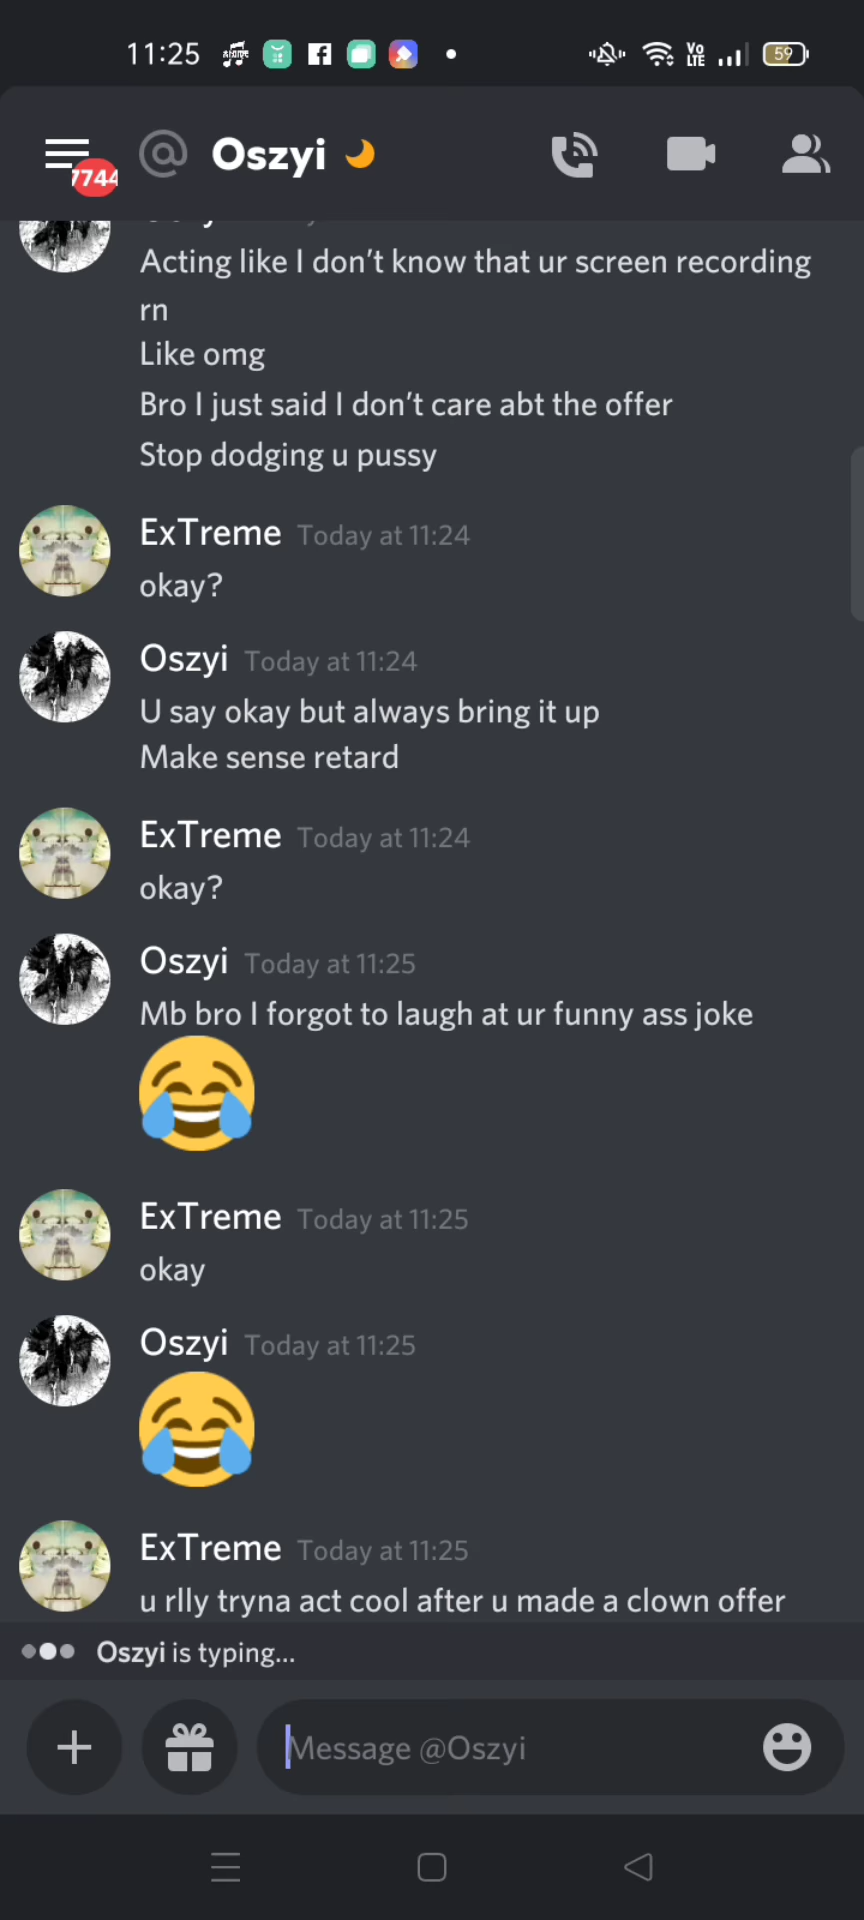 11:25
Vo
LTE
59
7744
Oszyi
Acting like I don’t know that ur screen recording
rn
Like omg
Bro I just said I don’t care abt the offer
Stop dodging u pussy
ExTreme Today at 11:24
okay?
Oszyi Today at 11:24
U say okay but always bring it up
Make sense retard
ExTreme Today at 11:24
okay?
Oszyi Today at 11:25
Mb bro I forgot to laugh at ur funny ass joke
😂
ExTreme Today at 11:25
okay
Oszyi Today at 11:25
😂
ExTreme Today at 11:25
u rlly tryna act cool after u made a clown offer
Oszyi is typing...
Message @Oszyi